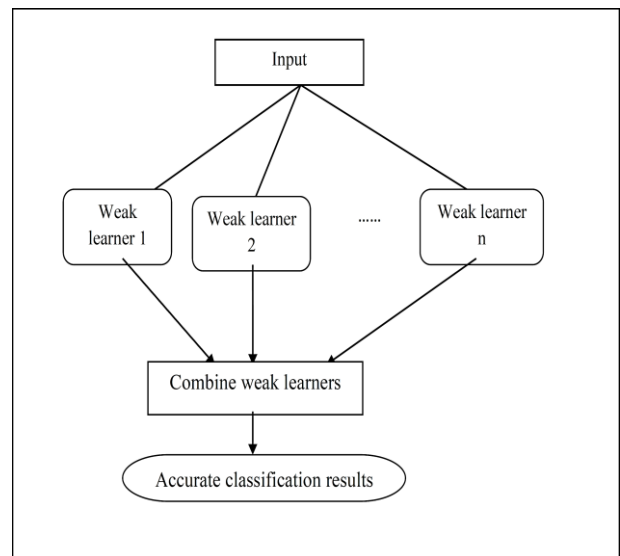 Input
Weak
learner 1
Weak learner
2
......
Weak learner
n
Combine weak learners
Accurate classification results